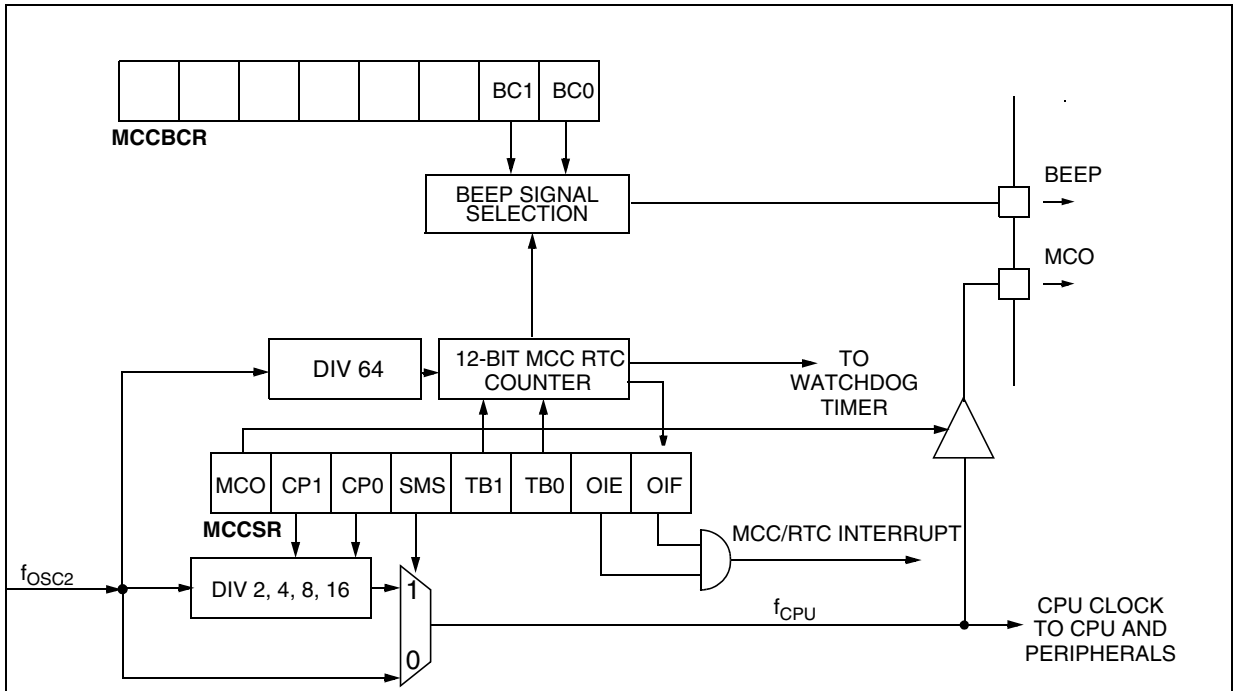 BC1 BC0
MCCBCR
BEEP SIGNAL
SELECTION
BEEP
MCO
DIV 64
12-BIT MCC RTC
COUNTER
TO
WATCHDOG
TIMER
MCO CP1 CP0 SMS TB1 TB0 OIE OIF
MCCSR
MCC/RTC INTERRUPT
fOSC2
DIV 2, 4, 8, 16
1
0
fCPU
CPU CLOCK
TO CPU AND
PERIPHERALS